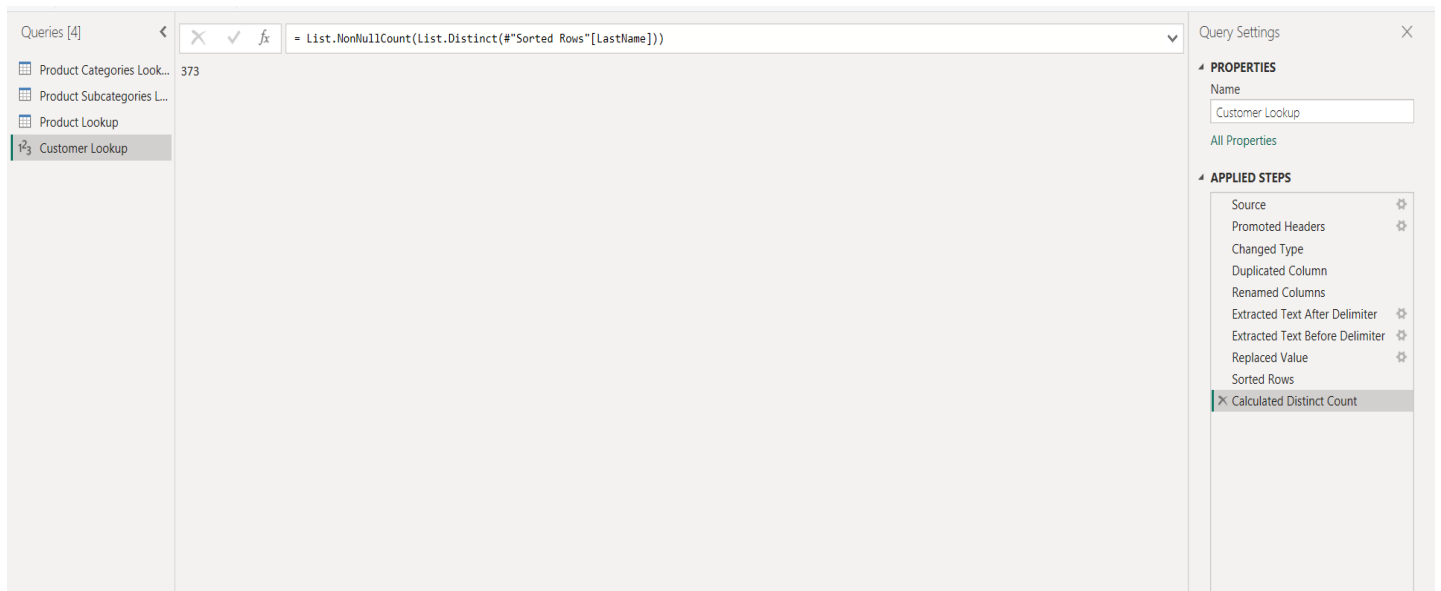 Queries [4]
= List.NonNullCount(List.Distinct(#"Sorted Rows"[LastName]))
Query Settings
Product Categories Look...
Product Subcategories L...
Product Lookup
1²3 Customer Lookup
373
PROPERTIES
Name
Customer Lookup
All Properties
APPLIED STEPS
Source
Promoted Headers
Changed Type
Duplicated Column
Renamed Columns
Extracted Text After Delimiter
Extracted Text Before Delimiter
Replaced Value
Sorted Rows
Calculated Distinct Count